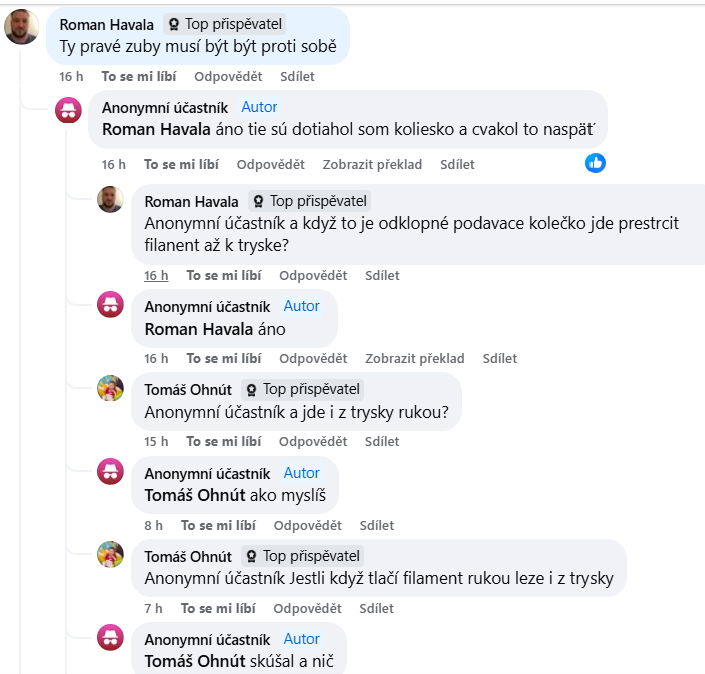 Roman Havala Top přispěvatel
Ty pravé zuby musí být být proti sobě
16 h To se mi líbí Odpovědět Sdílet
Anonymní účastník Autor
Roman Havala áno tie sú dotiahol som koliesko a cvakol to naspäť
16 h To se mi líbí Odpovědět Zobrazit překlad Sdílet
Roman Havala Top přispěvatel
Anonymní účastník a když to je odklopné podavace kolečko jde prestrcit
filanent až k tryske?
16 h To se mi líbí Odpovědět Sdílet
Anonymní účastník Autor
Roman Havala áno
16 h To se mi líbí Odpovědět Zobrazit překlad Sdílet
Tomáš Ohnút Top přispěvatel
Anonymní účastník a jde i z trysky rukou?
15 h To se mi líbí Odpovědět Sdílet
Anonymní účastník Autor
Tomáš Ohnút ako myslíš
8 h To se mi líbí Odpovědět Sdílet
Tomáš Ohnút Top přispěvatel
Anonymní účastník Jestli když tlačí filament rukou leze i z trysky
7 h To se mi líbí Odpovědět Sdílet
Anonymní účastník Autor
Tomáš Ohnút skúšal a nič